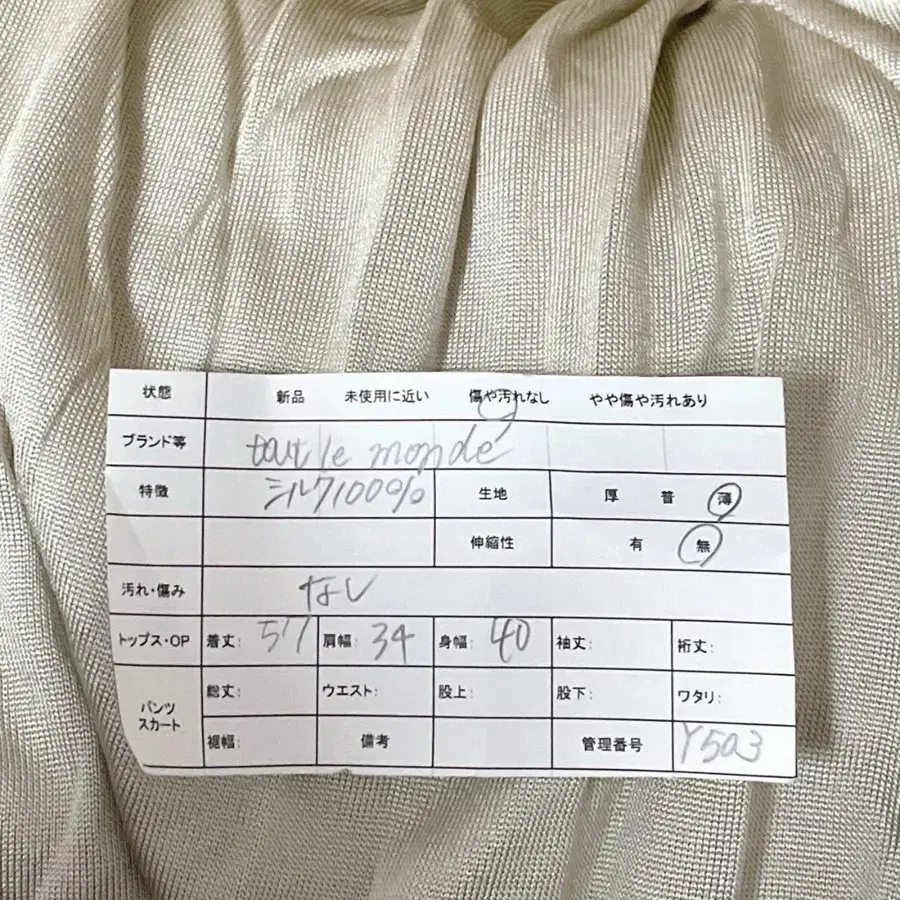 状態 新品 未使用に近い 傷や汚れなし やや傷や汚れあり
ブランド等 tout le monde
特徴 シルク100% 生地 厚 普 薄
伸縮性 有 無
汚れ・傷み なし
トップス・OP 着丈: 57 肩幅: 34 身幅: 40 袖丈: 裄丈:
パンツ スカート 総丈: ウエスト: 股上: 股下: ワタリ:
裾幅: 備考 管理番号 Y503